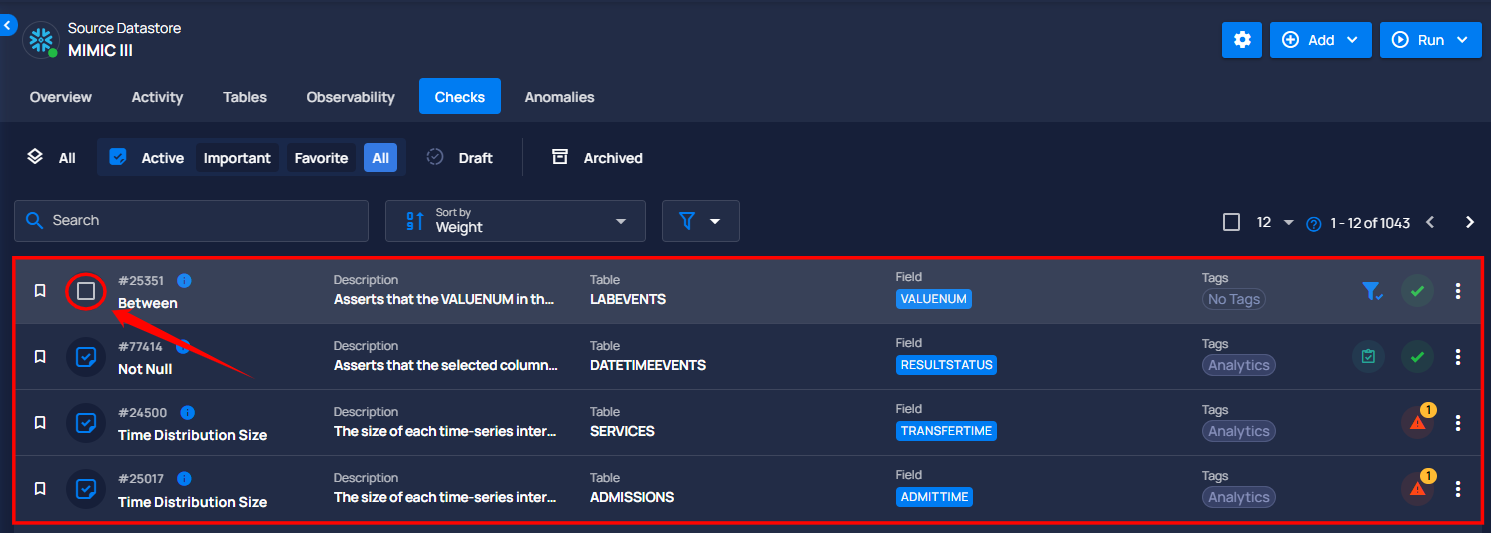 Source Datastore
MIMIC III
Add
Run
Overview Activity Tables Observability Checks Anomalies
All Active Important Favorite All Draft Archived
Search
Sort by
Weight
12 1 - 12 of 1043
#25351 Description Table Field Tags
Between Asserts that the VALUENUM in th... LABEVENTS VALUENUM No Tags
#77414 Description Table Field Tags
Not Null Asserts that the selected column... DATETIMEEVENTS RESULTSTATUS Analytics
#24500 Description Table Field Tags 1
Time Distribution Size The size of each time-series inter... SERVICES TRANSFERTIME Analytics
#25017 Description Table Field Tags 1
Time Distribution Size The size of each time-series inter... ADMISSIONS ADMITTIME Analytics